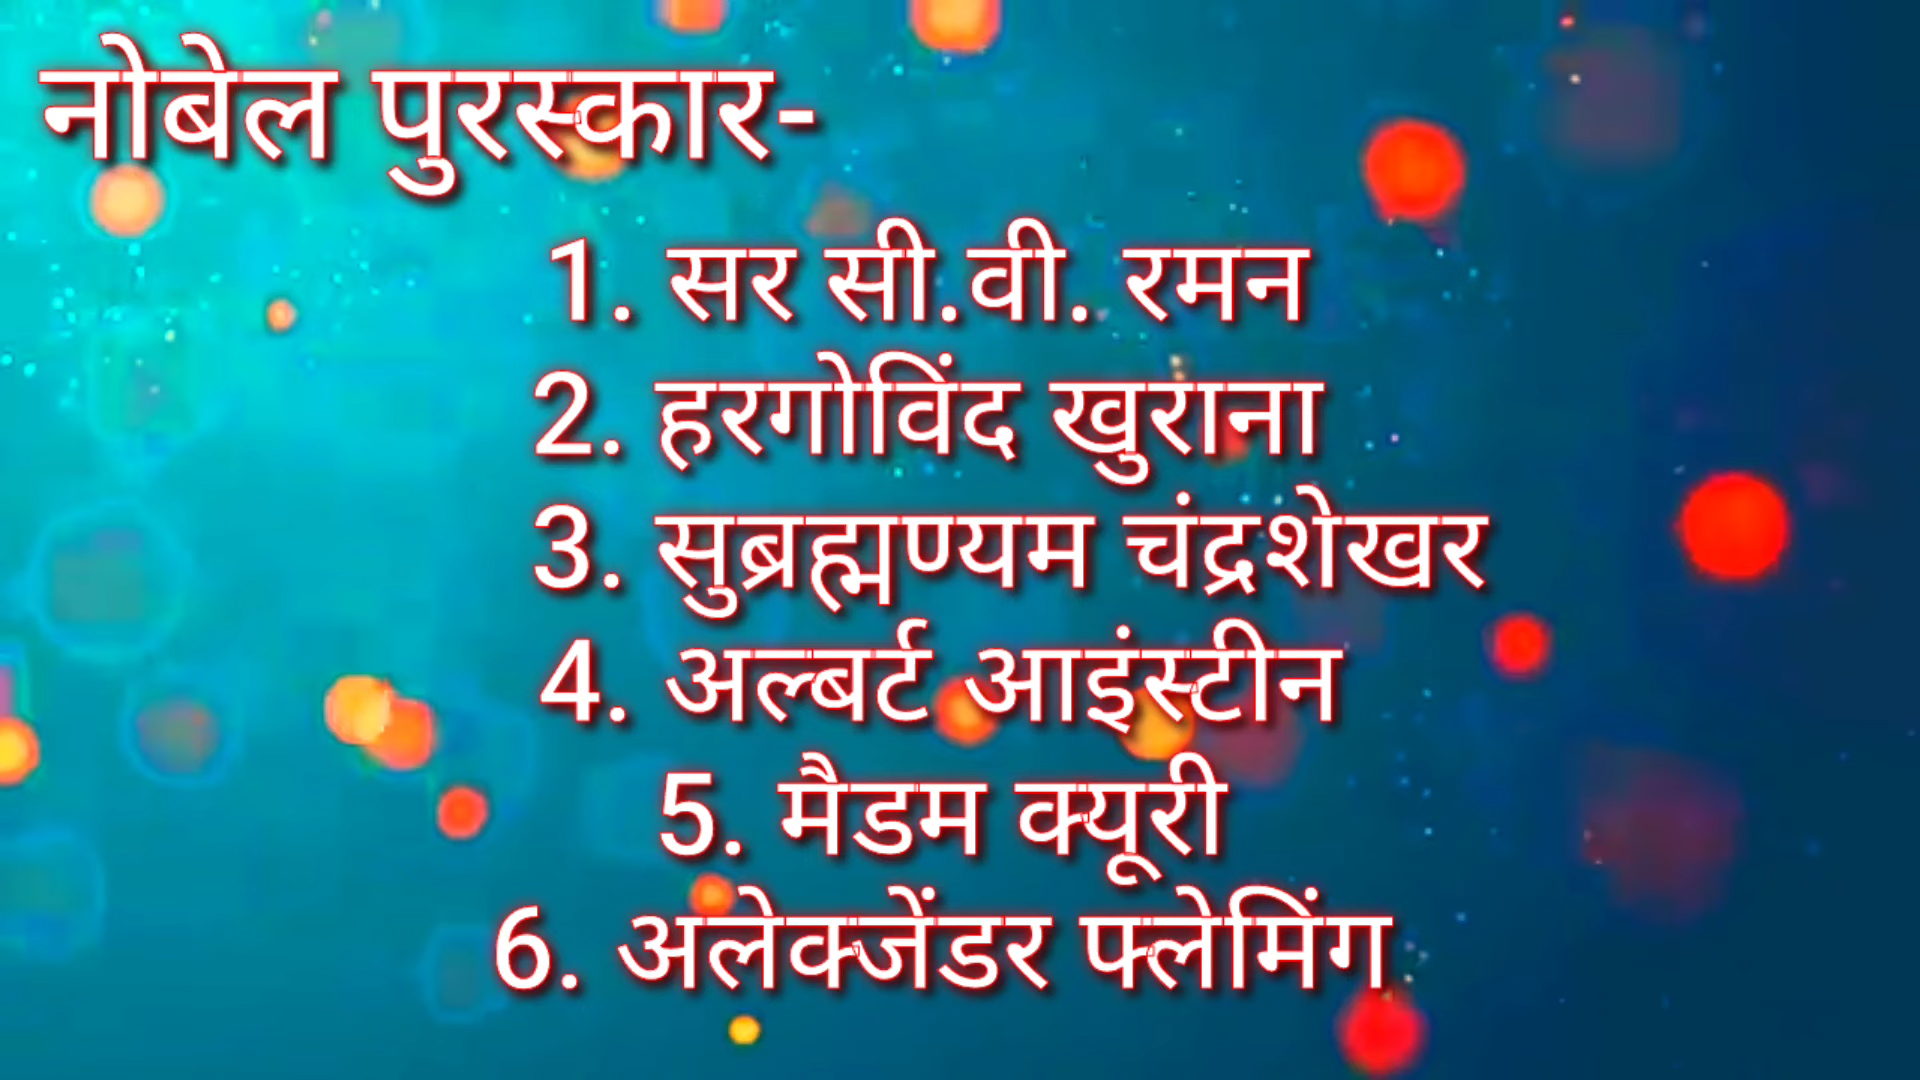 नोबेल पुरस्कार-
1. सर सी.वी. रमन
2. हरगोविंद खुराना
3. सुब्रह्मण्यम चंद्रशेखर
4. अल्बर्ट आइंस्टीन
5. मैडम क्यूरी
6. अलेक्जेंडर फ्लेमिंग